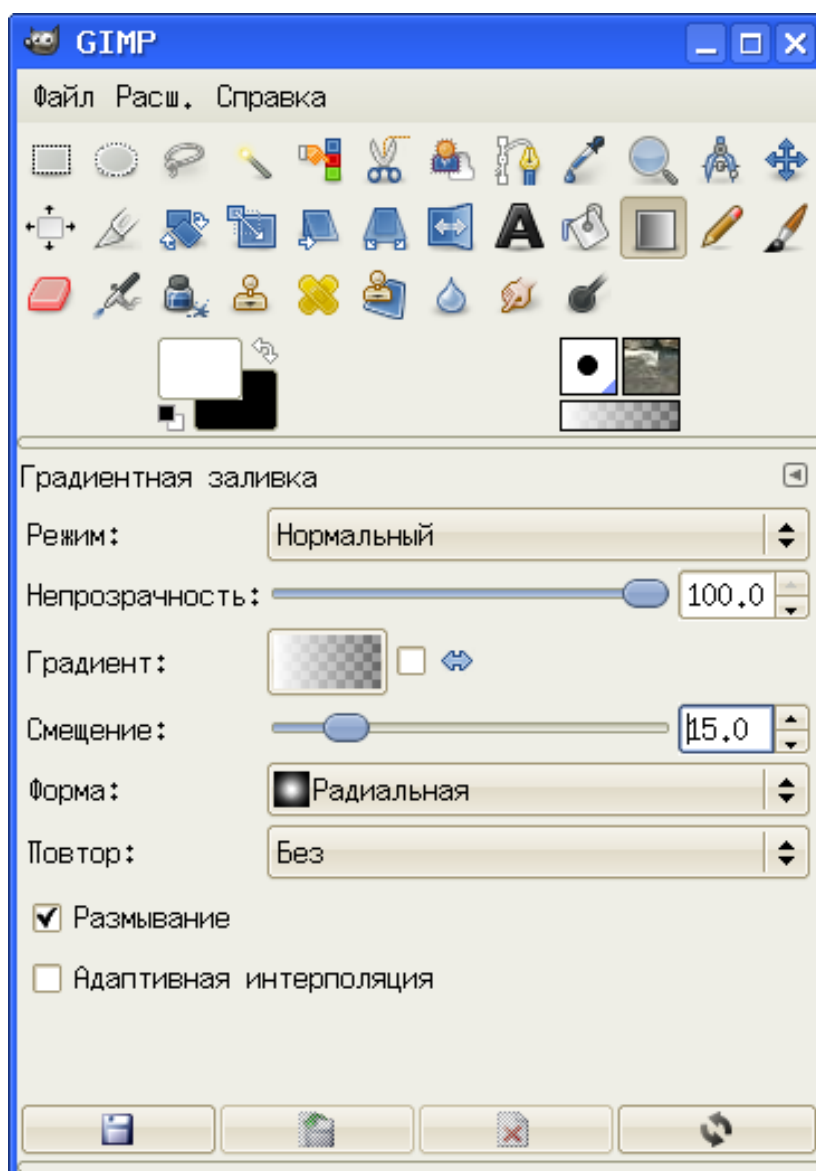 GIMP
Файл Расш. Справка
Градиентная заливка
Режим: Нормальный
Непрозрачность: 100.0
Градиент:
Смещение: 15.0
Форма: Радиальная
Повтор: Без
Размывание
Адаптивная интерполяция